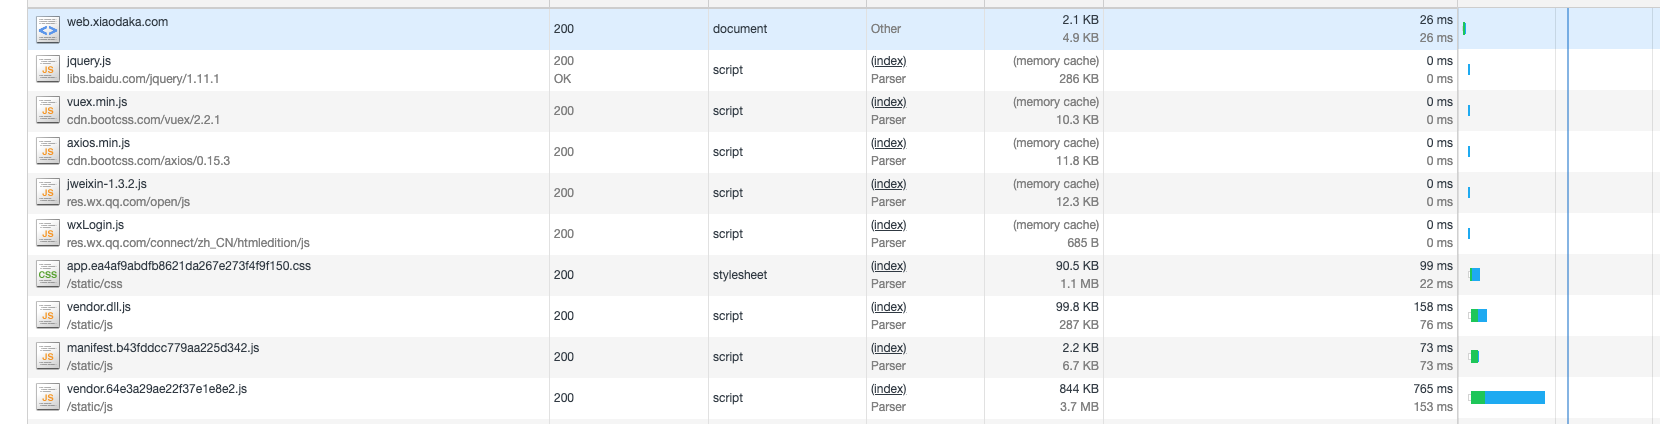 web.xiaodaka.com
200
document
Other
2.1 KB
4.9 KB
26 ms
26 ms
jquery.js
libs.baidu.com/jquery/1.11.1
200
OK
script
(index)
Parser
(memory cache)
286 KB
0 ms
0 ms
vuex.min.js
cdn.bootcss.com/vuex/2.2.1
200
script
(index)
Parser
(memory cache)
10.3 KB
0 ms
0 ms
axios.min.js
cdn.bootcss.com/axios/0.15.3
200
script
(index)
Parser
(memory cache)
11.8 KB
0 ms
0 ms
jweixin-1.3.2.js
res.wx.qq.com/open/js
200
script
(index)
Parser
(memory cache)
12.3 KB
0 ms
0 ms
wxLogin.js
res.wx.qq.com/connect/zh_CN/htmledition/js
200
script
(index)
Parser
(memory cache)
685 B
0 ms
0 ms
app.ea4af9abdfb8621da267e273f4f9f150.css
/static/css
200
stylesheet
(index)
Parser
90.5 KB
1.1 MB
99 ms
22 ms
vendor.dll.js
/static/js
200
script
(index)
Parser
99.8 KB
287 KB
158 ms
76 ms
manifest.b43fddcc779aa225d342.js
/static/js
200
script
(index)
Parser
2.2 KB
6.7 KB
73 ms
73 ms
vendor.64e3a29ae22f37e1e8e2.js
/static/js
200
script
(index)
Parser
844 KB
3.7 MB
765 ms
153 ms